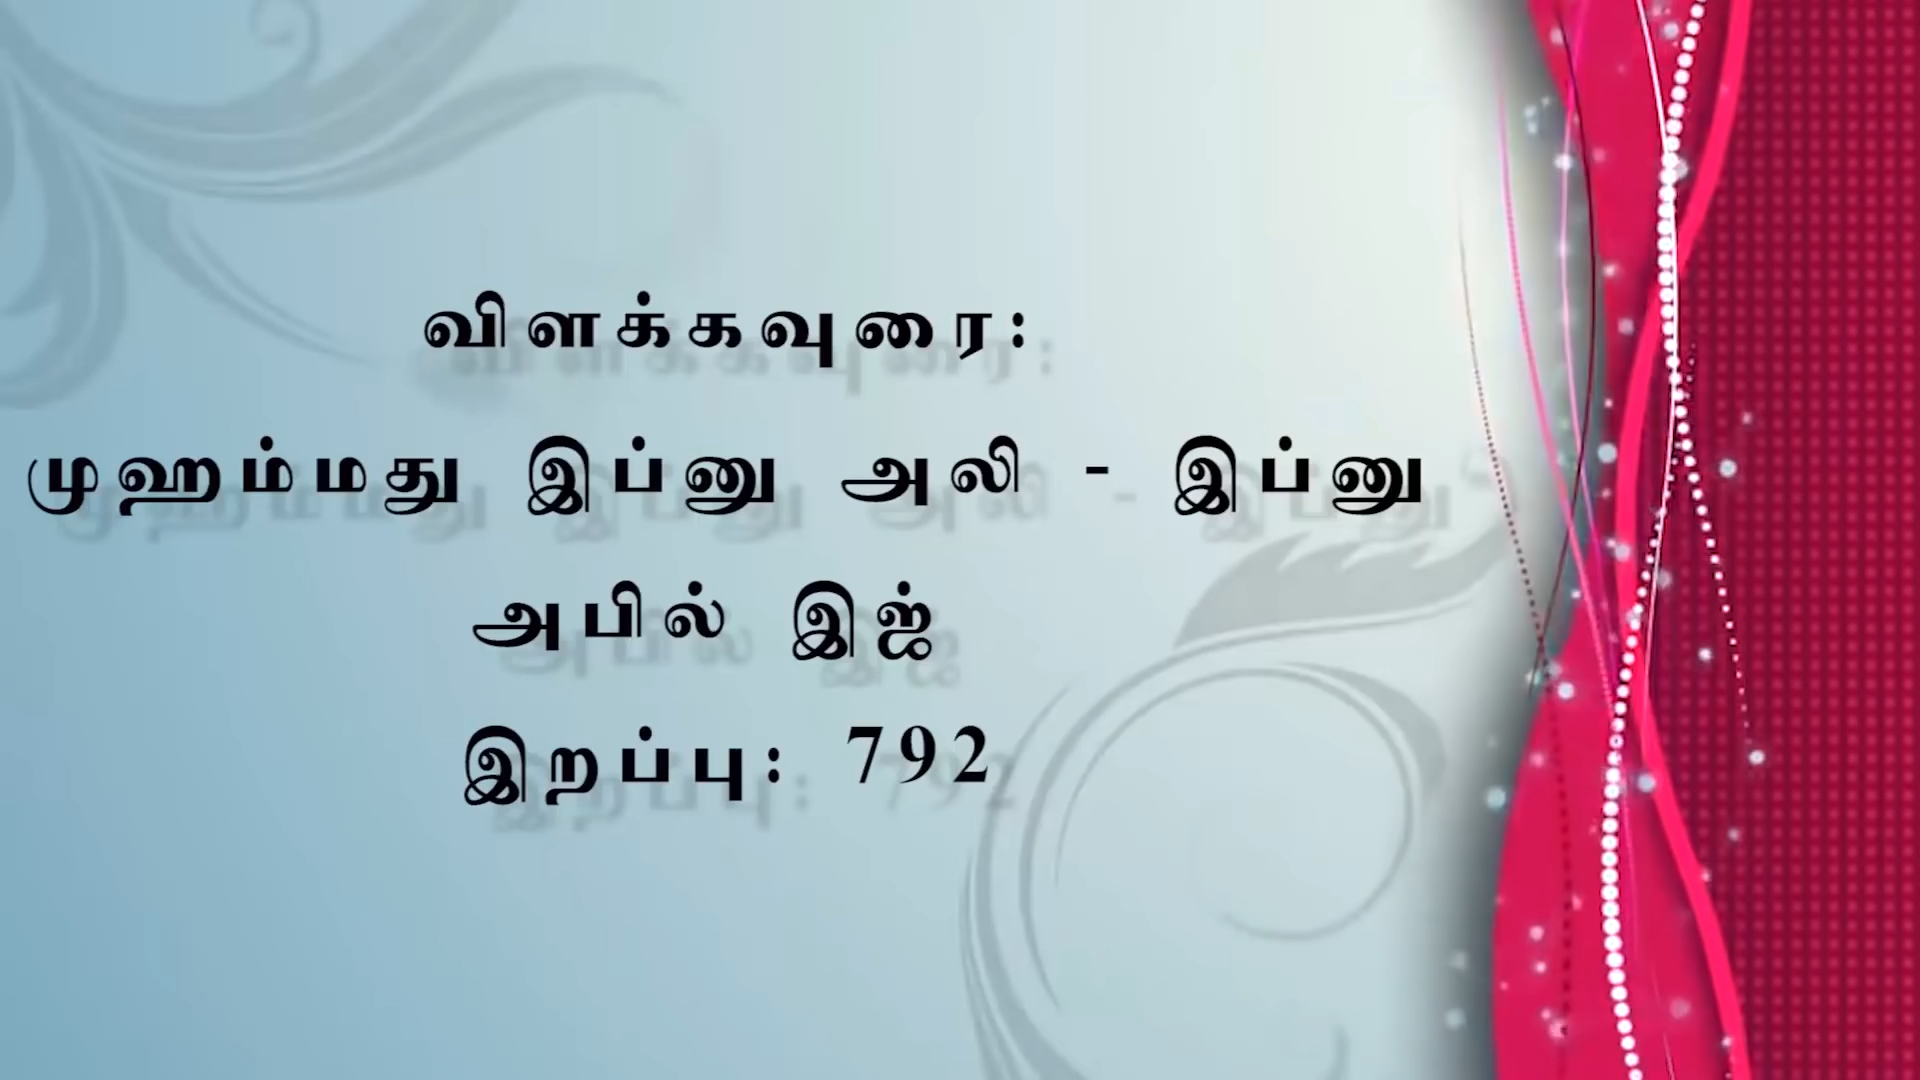 விளக்கவுரை:
முஹம்மது இப்னு அலி - இப்னு
அபில் இஜ்
இறப்பு: 792